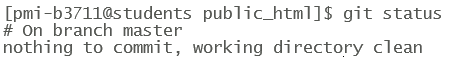 [pmi-b3711@students public_html]$ git status
# On branch master
nothing to commit, working directory clean